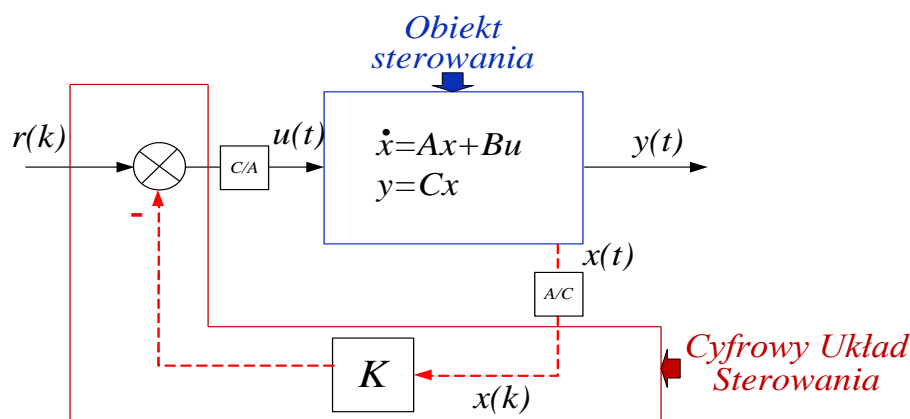 Obiekt
sterowania
r(k)
C/A
u(t)
ẋ=Ax+Bu
y=Cx
y(t)
-
x(t)
A/C
K
x(k)
Cyfrowy Układ
Sterowania